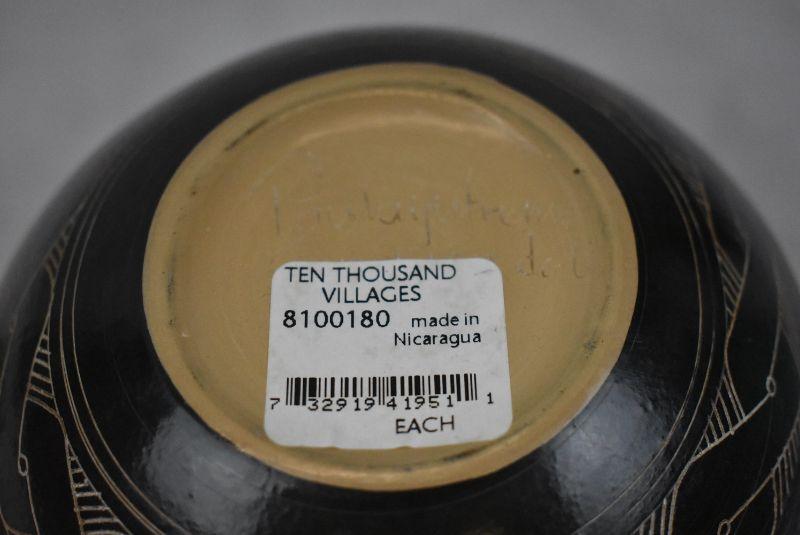 TEN THOUSAND
VILLAGES
8100180 made in
Nicaragua
7 32919 41951 1
EACH